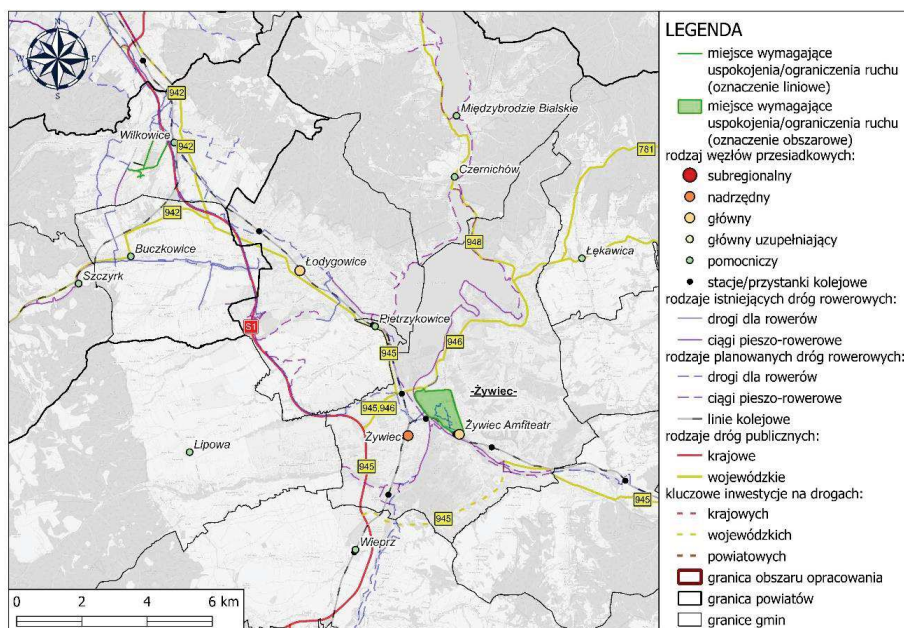 N
W
E
S
942
Wilkowice
942
942
Buczkowice
Szczyrk
Łodygowice
S1
Międzybrodzie Bialskie
Czernichów
781
948
Łękawica
Pietrzykowice
946
945
-Żywiec-
945,946
Żywiec
Żywiec Amfiteatr
Lipowa
945
945
945
Wieprz
0 2 4 6 km
LEGENDA
miejsce wymagające
uspokojenia/ograniczenia ruchu
(oznaczenie liniowe)
miejsce wymagające
uspokojenia/ograniczenia ruchu
(oznaczenie obszarowe)
rodzaj węzłów przesiadkowych:
subregionalny
nadrzędny
główny
główny uzupełniający
pomocniczy
stacje/przystanki kolejowe
rodzaje istniejących dróg rowerowych:
drogi dla rowerów
ciągi pieszo-rowerowe
rodzaje planowanych dróg rowerowych:
drogi dla rowerów
ciągi pieszo-rowerowe
linie kolejowe
rodzaje dróg publicznych:
krajowe
wojewódzkie
kluczowe inwestycje na drogach:
krajowych
wojewódzkich
powiatowych
granica obszaru opracowania
granica powiatów
granice gmin